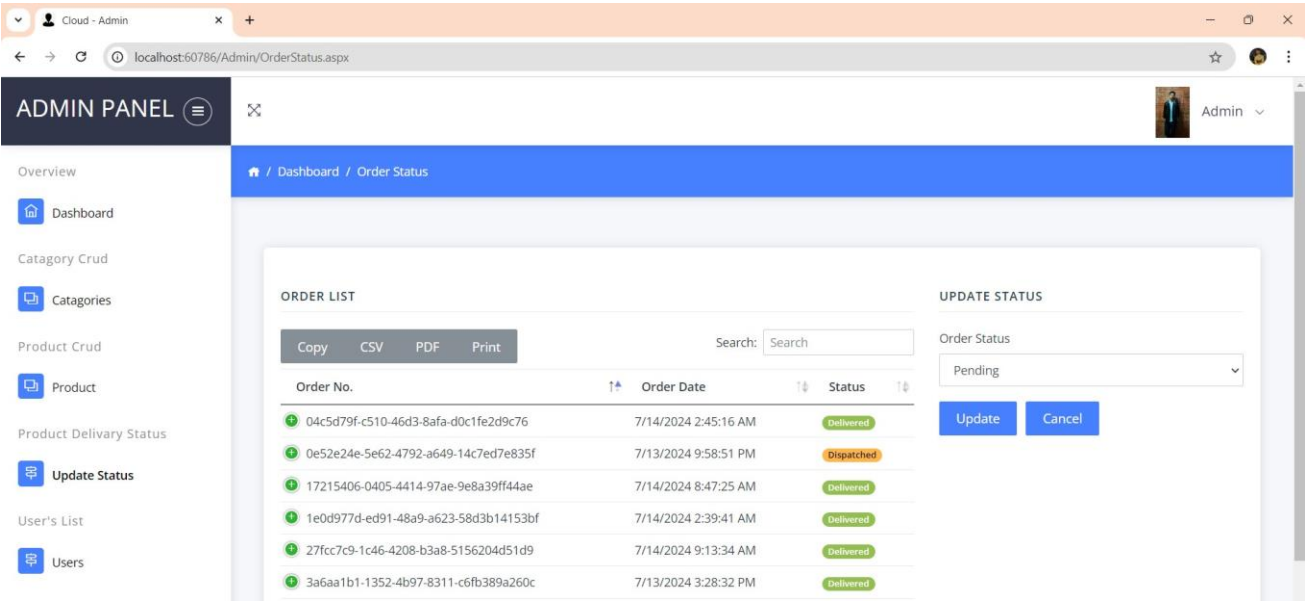 Cloud - Admin
localhost:60786/Admin/OrderStatus.aspx
ADMIN PANEL
Admin
/ Dashboard / Order Status
Overview
Dashboard
Catagory Crud
Catagories
Product Crud
Product
Product Delivary Status
Update Status
User's List
Users
ORDER LIST
Copy CSV PDF Print
Search: Search
Order No. Order Date Status
04c5d79f-c510-46d3-8afa-d0c1fe2d9c76 7/14/2024 2:45:16 AM Delivered
0e52e24e-5e62-4792-a649-14c7ed7e835f 7/13/2024 9:58:51 PM Dispatched
17215406-0405-4414-97ae-9e8a39ff44ae 7/14/2024 8:47:25 AM Delivered
1e0d977d-ed91-48a9-a623-58d3b14153bf 7/14/2024 2:39:41 AM Delivered
27fcc7c9-1c46-4208-b3a8-5156204d51d9 7/14/2024 9:13:34 AM Delivered
3a6aa1b1-1352-4b97-8311-c6fb389a260c 7/13/2024 3:28:32 PM Delivered
UPDATE STATUS
Order Status
Pending
Update Cancel